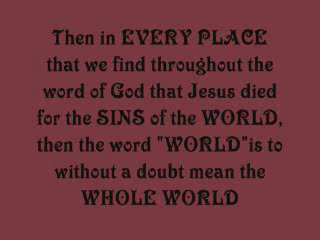 Then in EVERY PLACE
that we find throughout the
word of God that Jesus died
for the SINS of the WORLD,
then the word "WORLD"is to
without a doubt mean the
WHOLE WORLD